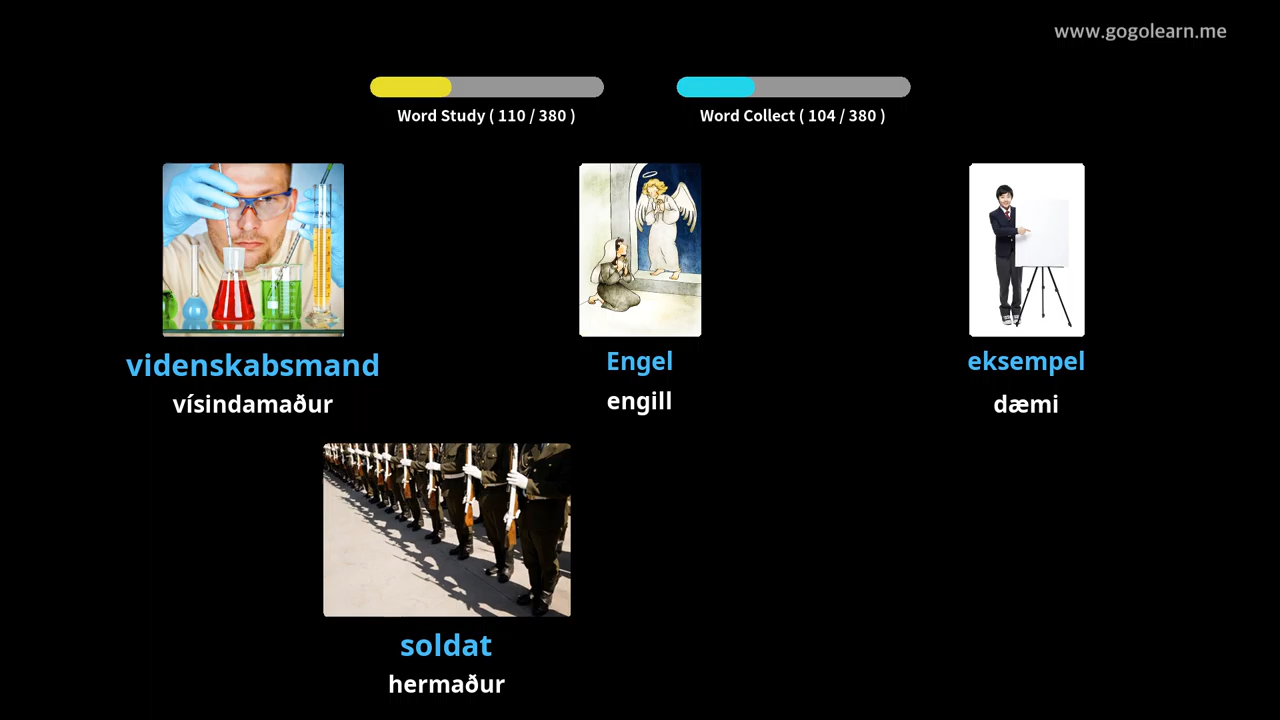 www.gogolearn.me
Word Study ( 110 / 380 )
Word Collect ( 104 / 380 )
videnskabsmand
vísindamaður
Engel
engill
eksempel
dæmi
soldat
hermaður